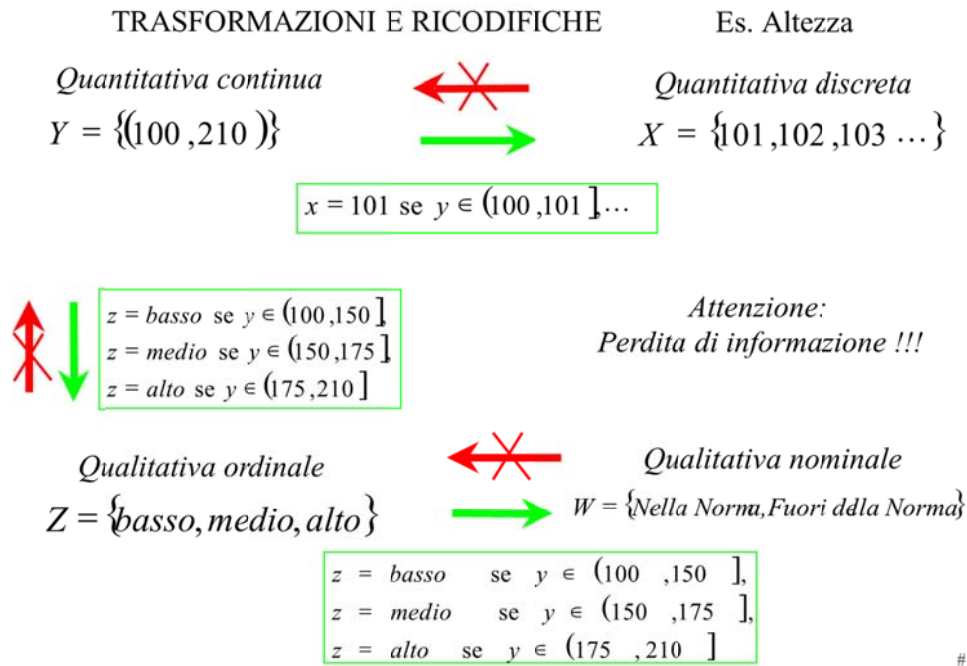 TRASFORMAZIONI E RICODIFICHE Es. Altezza
Quantitativa continua Quantitativa discreta
Y = {(100 ,210 )} X = {101,102 ,103 ...}
x = 101 se y ∈ (100 ,101 ],...
z = basso se y ∈ (100,150 ],
z = medio se y ∈ (150,175 ],
z = alto se y ∈ (175,210 ]
Attenzione:
Perdita di informazione !!!
Qualitativa ordinale Qualitativa nominale
Z = {basso, medio, alto} W = {Nella Norma, Fuori della Norma}
z = basso se y ∈ (100 ,150 ],
z = medio se y ∈ (150 ,175 ],
z = alto se y ∈ (175 ,210 ]
#